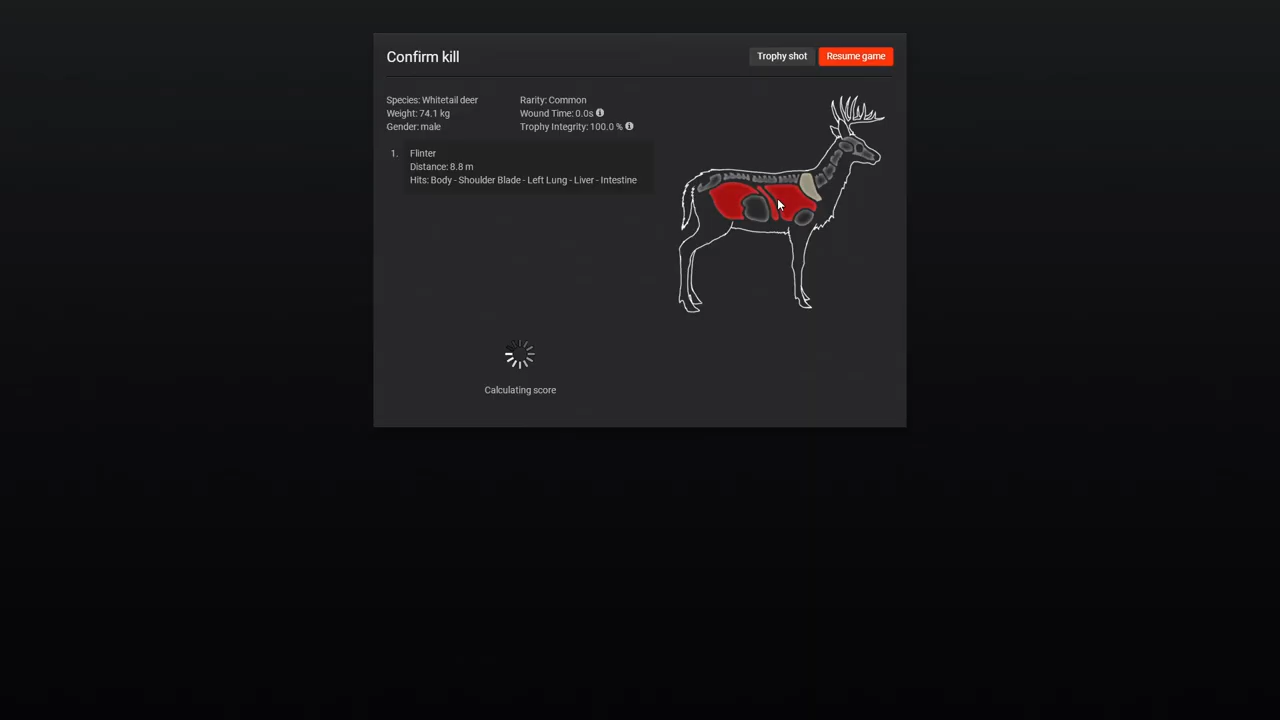 Confirm kill
Trophy shot
Resume game
Species: Whitetail deer
Rarity: Common
Weight: 74.1 kg
Wound Time: 0.0s
Gender: male
Trophy Integrity: 100.0 %
1. Flinter
Distance: 8.8 m
Hits: Body - Shoulder Blade - Left Lung - Liver - Intestine
Calculating score